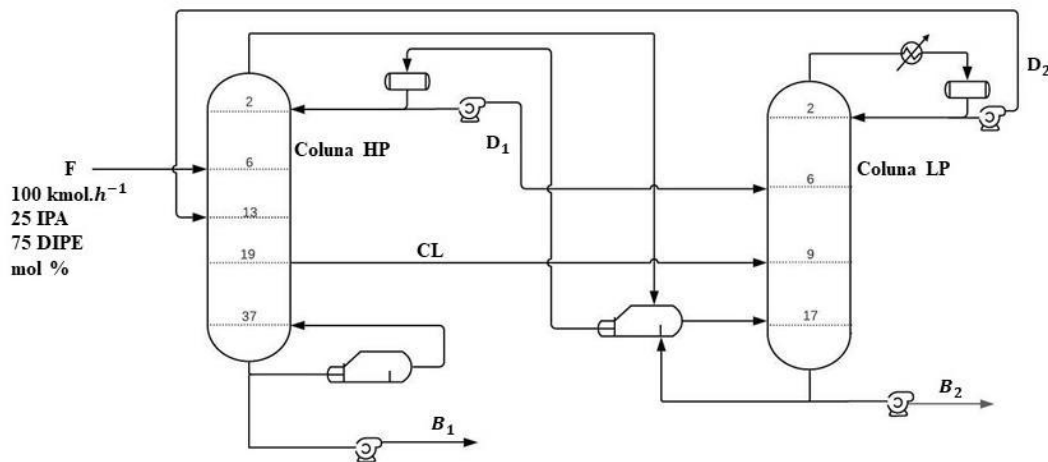 D₂
2
2
Coluna HP
D₁
Coluna LP
F
6
6
100 kmol.h⁻¹
25 IPA
75 DIPE
mol %
13
19
CL
9
37
17
B₁
B₂